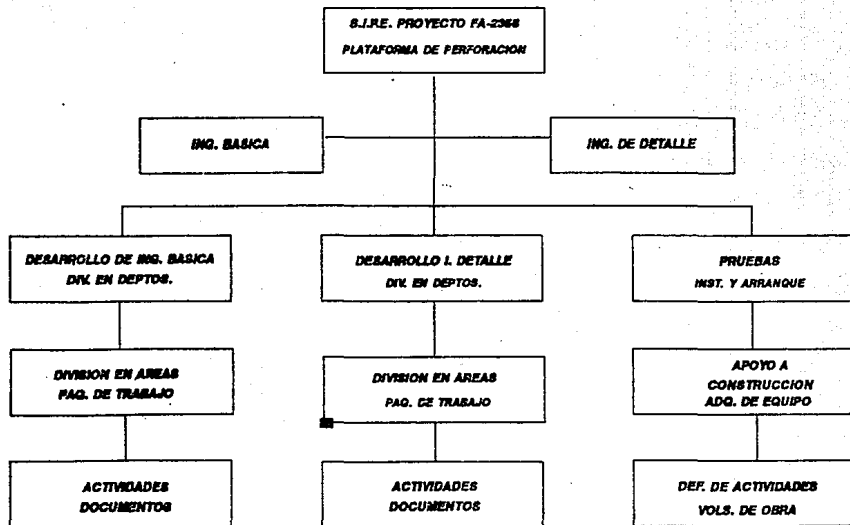 S.I.P.E. PROYECTO FA-2368
PLATAFORMA DE PERFORACION
ING. BASICA
ING. DE DETALLE
DESARROLLO DE ING. BASICA
DIV. EN DEPTOS.
DESARROLLO I. DETALLE
DIV. EN DEPTOS.
PRUEBAS
INST. Y ARRANQUE
DIVISION EN AREAS
PAQ. DE TRABAJO
DIVISION EN AREAS
PAQ. DE TRABAJO
APOYO A
CONSTRUCCION
ADQ. DE EQUIPO
ACTIVIDADES
DOCUMENTOS
ACTIVIDADES
DOCUMENTOS
DEF. DE ACTIVIDADES
VOLS. DE OBRA